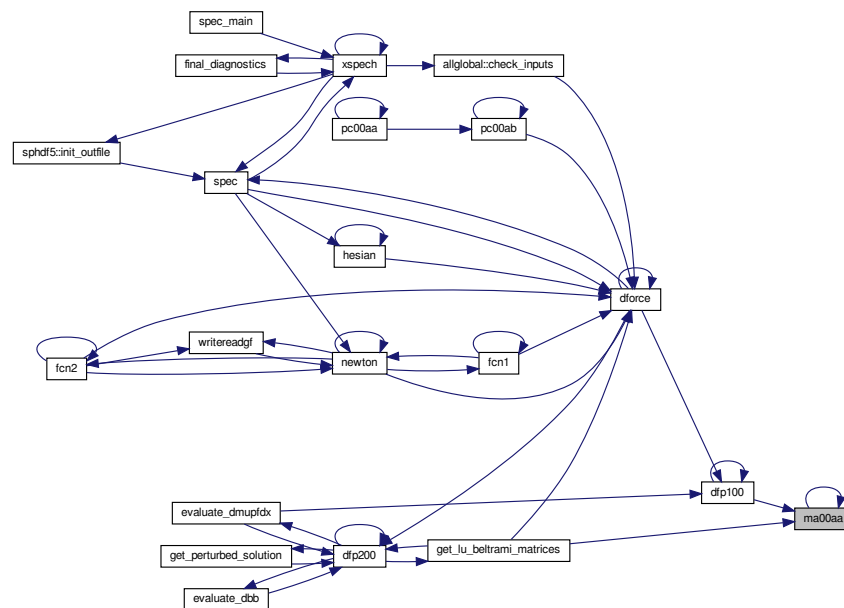 spec_main
final_diagnostics
xspech
allglobal::check_inputs
pc00aa
pc00ab
sphdf5::init_outfile
spec
hesian
dforce
writereadgf
fcn2
newton
fcn1
dfp100
evaluate_dmupfdx
ma00aa
get_perturbed_solution
dfp200
get_lu_beltrami_matrices
evaluate_dbb